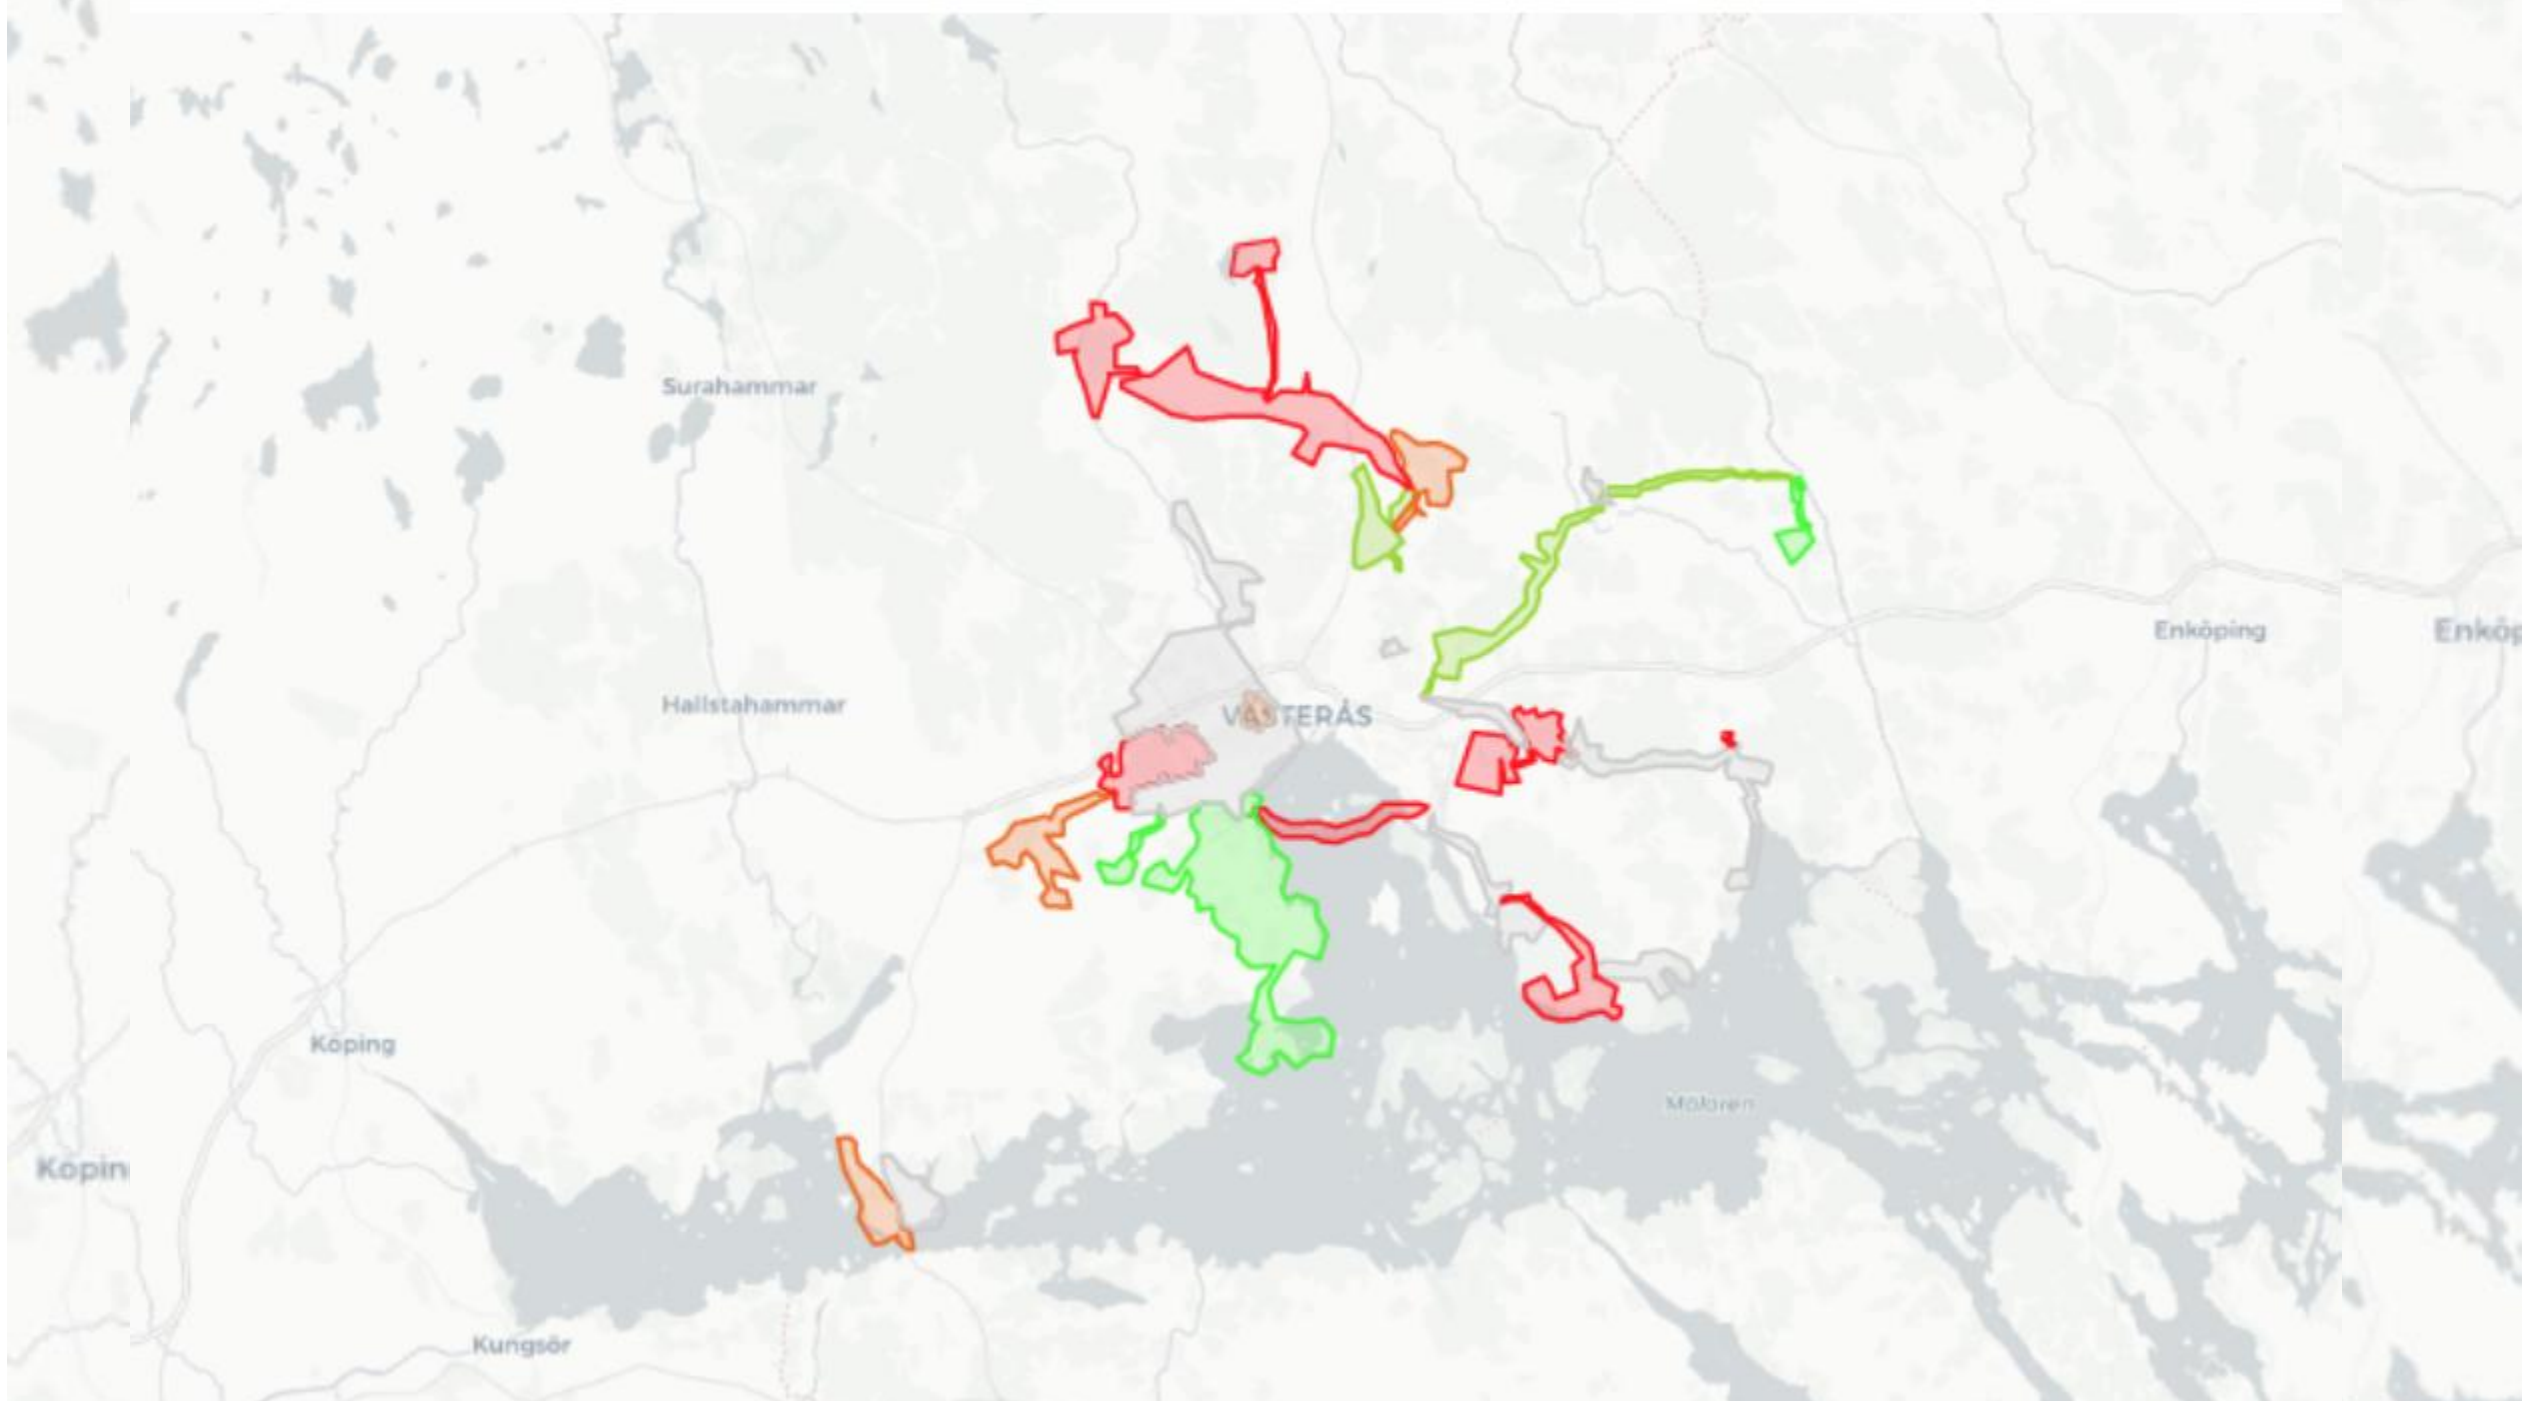 Surahammar
Enköping
Enköp
Hallstahammar
VÄSTERÅS
Köping
Mälaren
Köpin
Kungsör